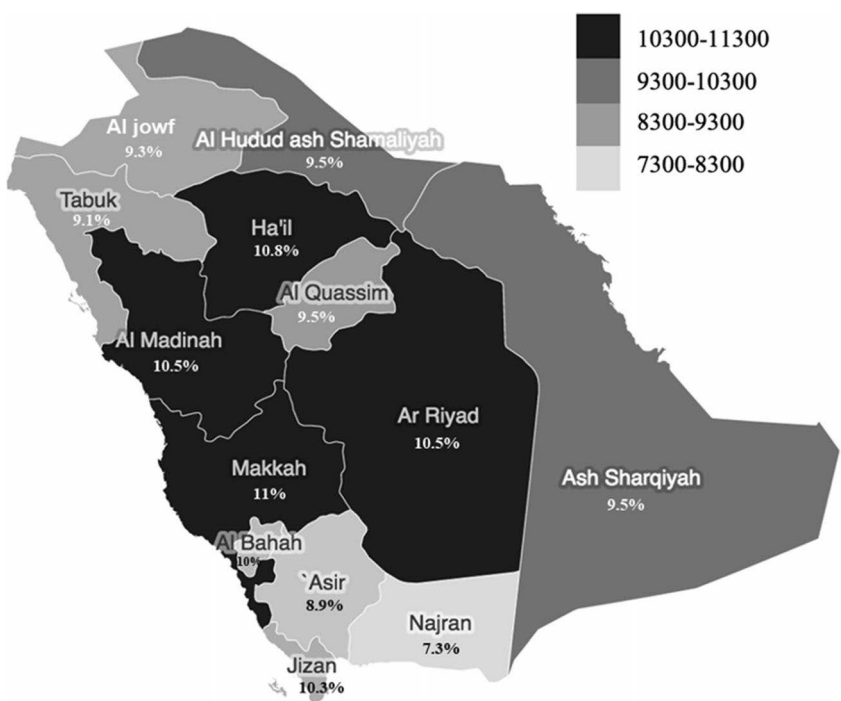 10300-11300
9300-10300
8300-9300
7300-8300
Al jowf
9.3%
Al Hudud ash Shamaliyah
9.5%
Tabuk
9.1%
Ha'il
10.8%
Al Quassim
9.5%
Al Madinah
10.5%
Ar Riyad
10.5%
Makkah
11%
Ash Sharqiyah
9.5%
Al Bahah
10%
`Asir
8.9%
Najran
7.3%
Jizan
10.3%